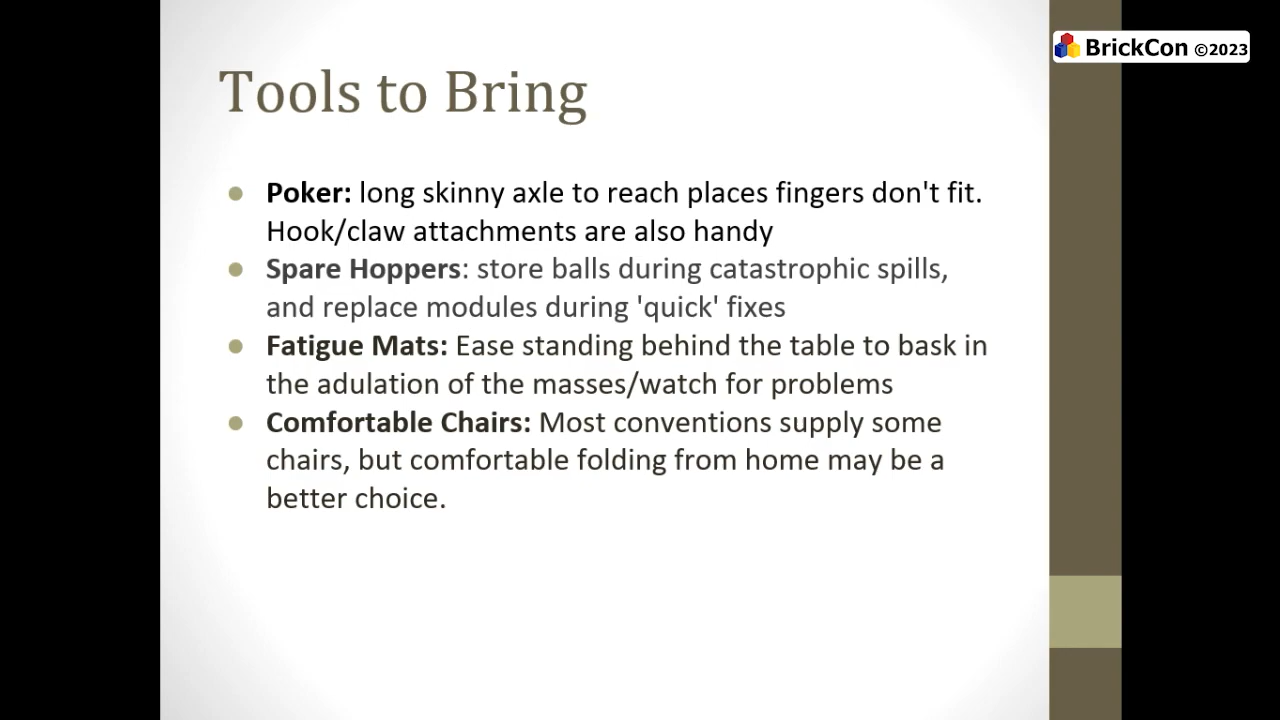 BrickCon ©2023
Tools to Bring
● Poker: long skinny axle to reach places fingers don't fit.
Hook/claw attachments are also handy
● Spare Hoppers: store balls during catastrophic spills,
and replace modules during 'quick' fixes
● Fatigue Mats: Ease standing behind the table to bask in
the adulation of the masses/watch for problems
● Comfortable Chairs: Most conventions supply some
chairs, but comfortable folding from home may be a
better choice.